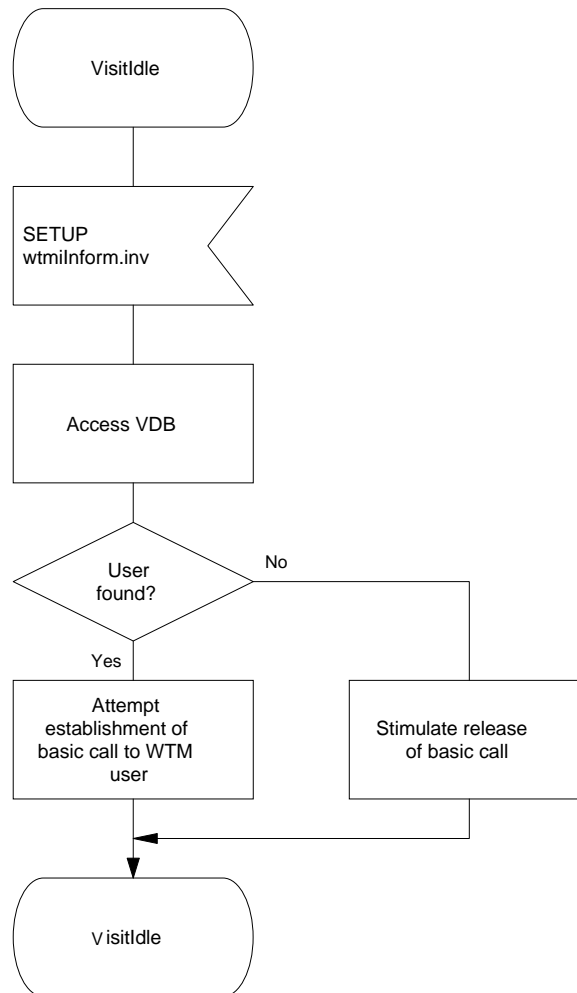 VisitIdle
SETUP
wtmiInform.inv
Access VDB
User
found?
No
Yes
Attempt
establishment of
basic call to WTM
user
Stimulate release
of basic call
VisitIdle